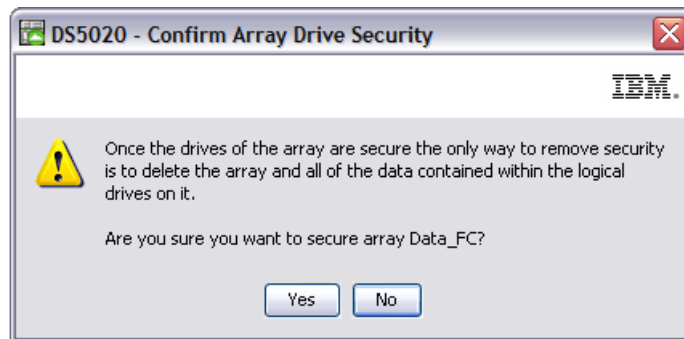 DS5020 - Confirm Array Drive Security
IBM.
Once the drives of the array are secure the only way to remove security
is to delete the array and all of the data contained within the logical
drives on it.
Are you sure you want to secure array Data_FC?
Yes
No